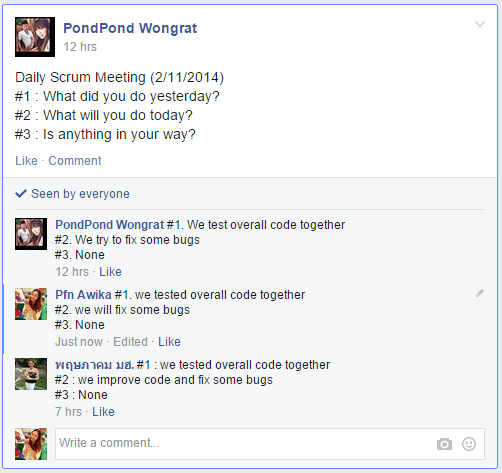 PondPond Wongrat
12 hrs
Daily Scrum Meeting (2/11/2014)
#1 : What did you do yesterday?
#2 : What will you do today?
#3 : Is anything in your way?
Like · Comment
Seen by everyone
PondPond Wongrat #1. We test overall code together
#2. We try to fix some bugs
#3. None
12 hrs · Like
Pfn Awika #1. we tested overall code together
#2. we will fix some bugs
#3. None
Just now · Edited · Like
พฤษภาคม มฮ. #1 : we tested overall code together
#2 : we improve code and fix some bugs
#3 : None
7 hrs · Like
Write a comment...